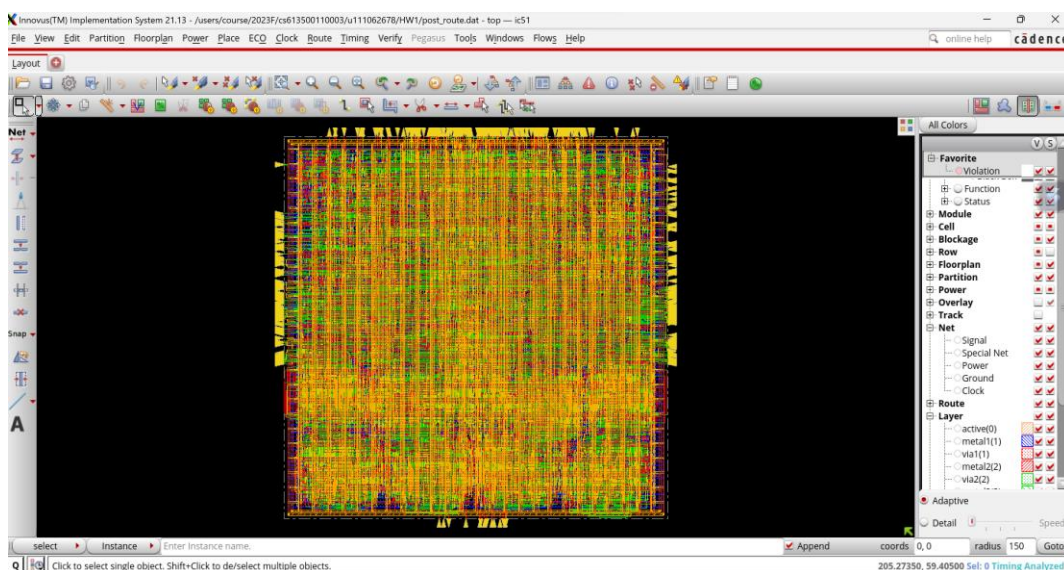 Innovus(TM) Implementation System 21.13 - /users/course/2023F/cs613500110003/u111062678/HW1/post_route.dat - top — ic51
File View Edit Partition Floorplan Power Place ECO Clock Route Timing Verify Pegasus Tools Windows Flows Help
online help
cādence
Layout
All Colors
Net
V S
Favorite
Violation
Function
Status
Module
Cell
Blockage
Row
Floorplan
Partition
Power
Overlay
Track
Net
Signal
Special Net
Power
Ground
Clock
Route
Layer
active(0)
metal1(1)
via1(1)
metal2(2)
via2(2)
Snap
A
Adaptive
Detail
Speed
select Instance Enter Instance name. Append coords 0, 0 radius 150 Goto
Q Click to select single object. Shift+Click to de/select multiple objects. 205.27350, 59.40500 Sel: 0 Timing Analyzed